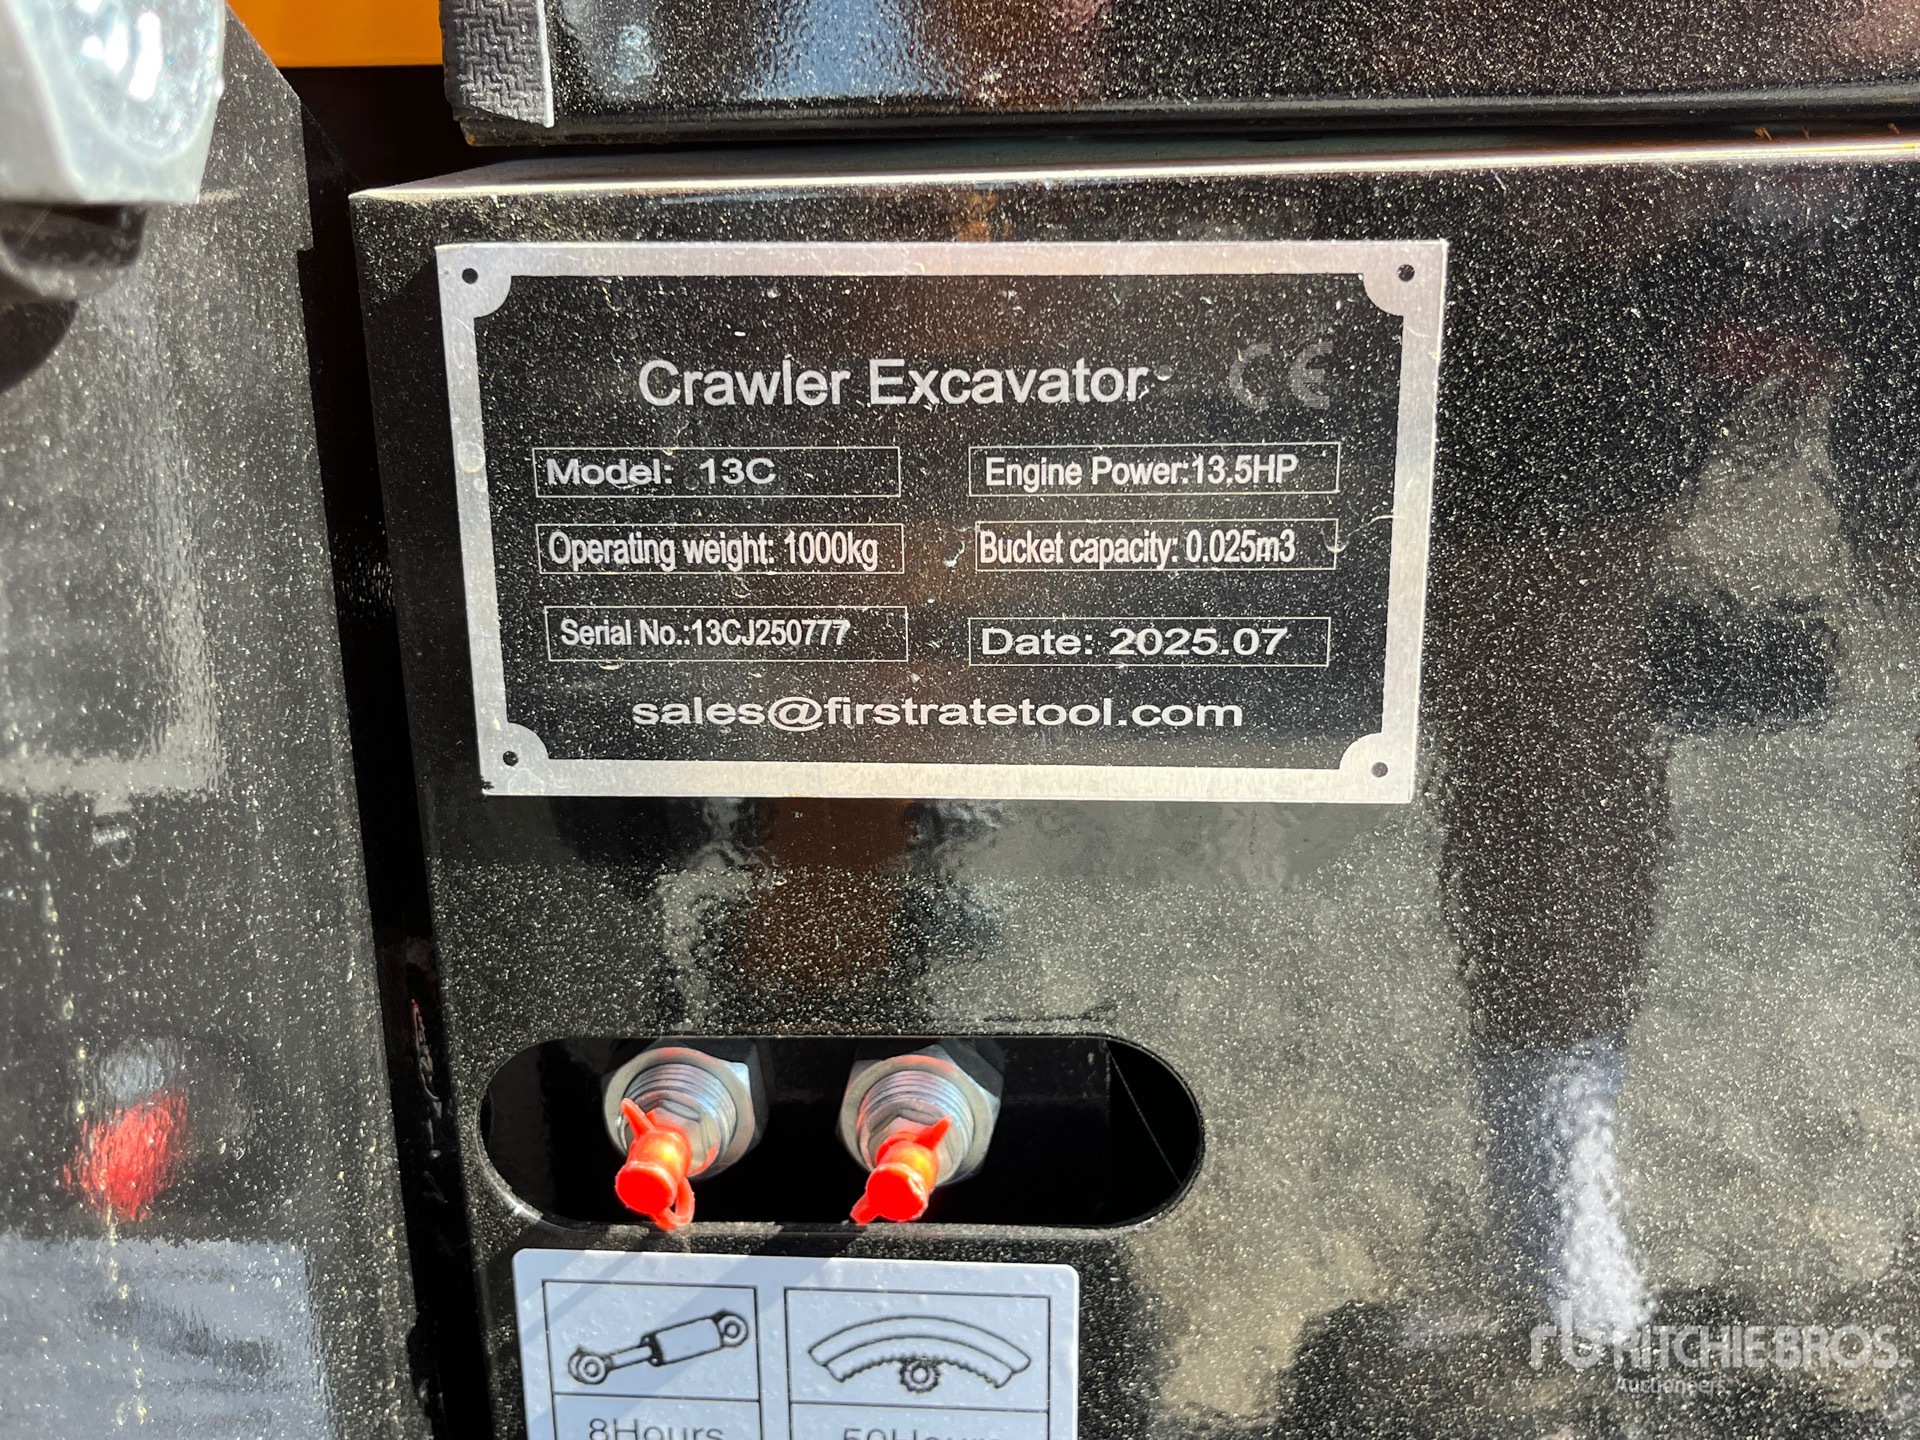 Crawler Excavator CE
Model: 13C
Engine Power:13.5HP
Operating weight: 1000kg
Bucket capacity: 0.025m3
Serial No.:13CJ250777
Date: 2025.07
sales@firstratetool.com
8Hours
50Hours
RITCHIE BROS.
Auctioneers